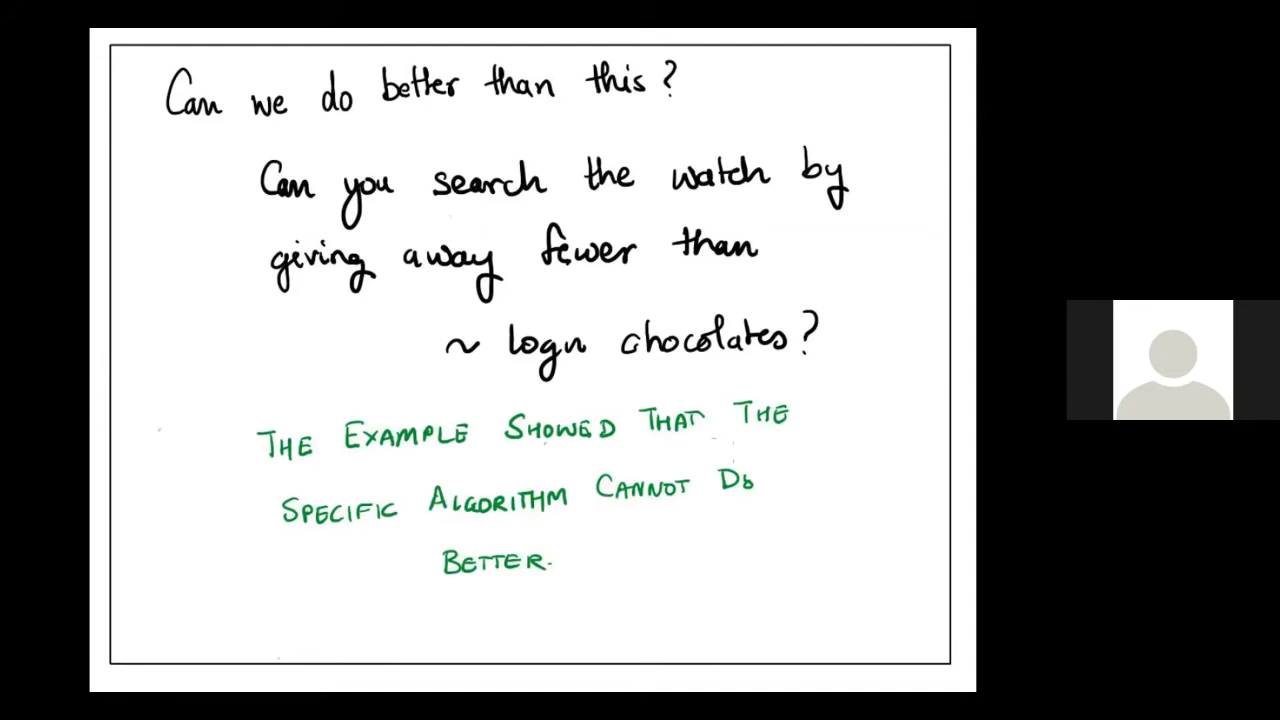 Can we do better than this?
Can you search the watch by
giving away fewer than
~ logn chocolates?
THE EXAMPLE SHOWED THAT THE
SPECIFIC ALGORITHM CANNOT DO
BETTER.